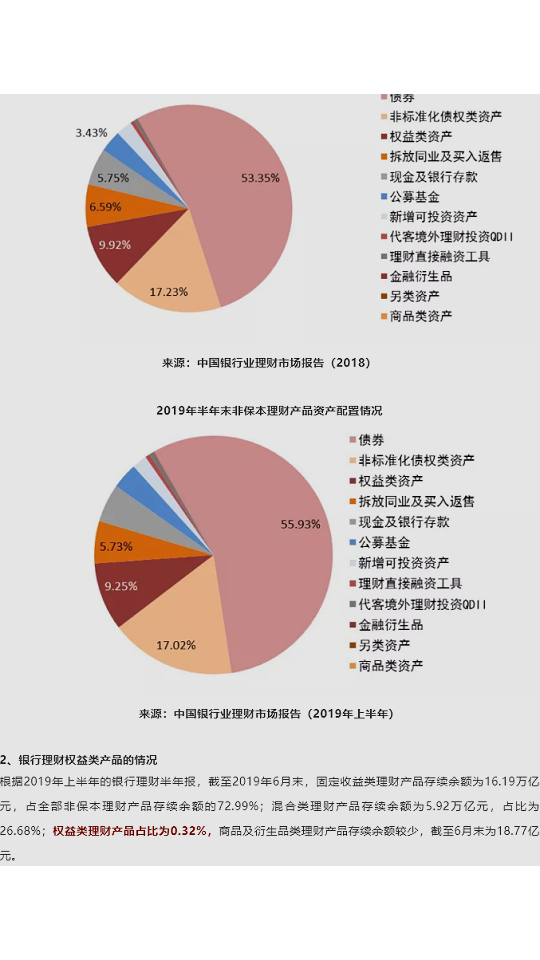 债券
3.43%
非标准化债权类资产
权益类资产
拆放同业及买入返售
5.75%
53.35%
现金及银行存款
公募基金
6.59%
新增可投资资产
代客境外理财投资QDII
9.92%
理财直接融资工具
金融衍生品
17.23%
另类资产
商品类资产
来源：中国银行业理财市场报告（2018）
2019年半年末非保本理财产品资产配置情况
债券
非标准化债权类资产
权益类资产
拆放同业及买入返售
55.93%
现金及银行存款
5.73%
公募基金
新增可投资资产
9.25%
理财直接融资工具
代客境外理财投资QDII
金融衍生品
17.02%
另类资产
商品类资产
来源：中国银行业理财市场报告（2019年上半年）
2、银行理财权益类产品的情况
根据2019年上半年的银行理财半年报，截至2019年6月末，固定收益类理财产品存续余额为16.19万亿
元，占全部非保本理财产品存续余额的72.99%；混合类理财产品存续余额为5.92万亿元，占比为
26.68%；权益类理财产品占比为0.32%，商品及衍生品类理财产品存续余额较少，截至6月末为18.77亿
元。